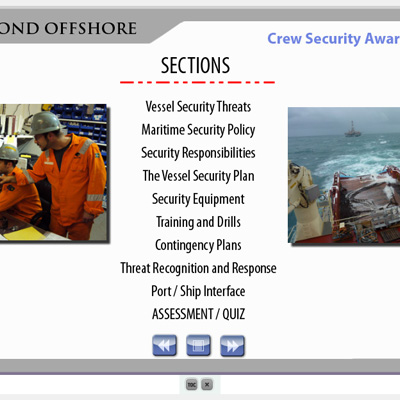 OND OFFSHORE
Crew Security Awar
SECTIONS
Vessel Security Threats
Maritime Security Policy
Security Responsibilities
The Vessel Security Plan
Security Equipment
Training and Drills
Contingency Plans
Threat Recognition and Response
Port / Ship Interface
ASSESSMENT / QUIZ
TOC X